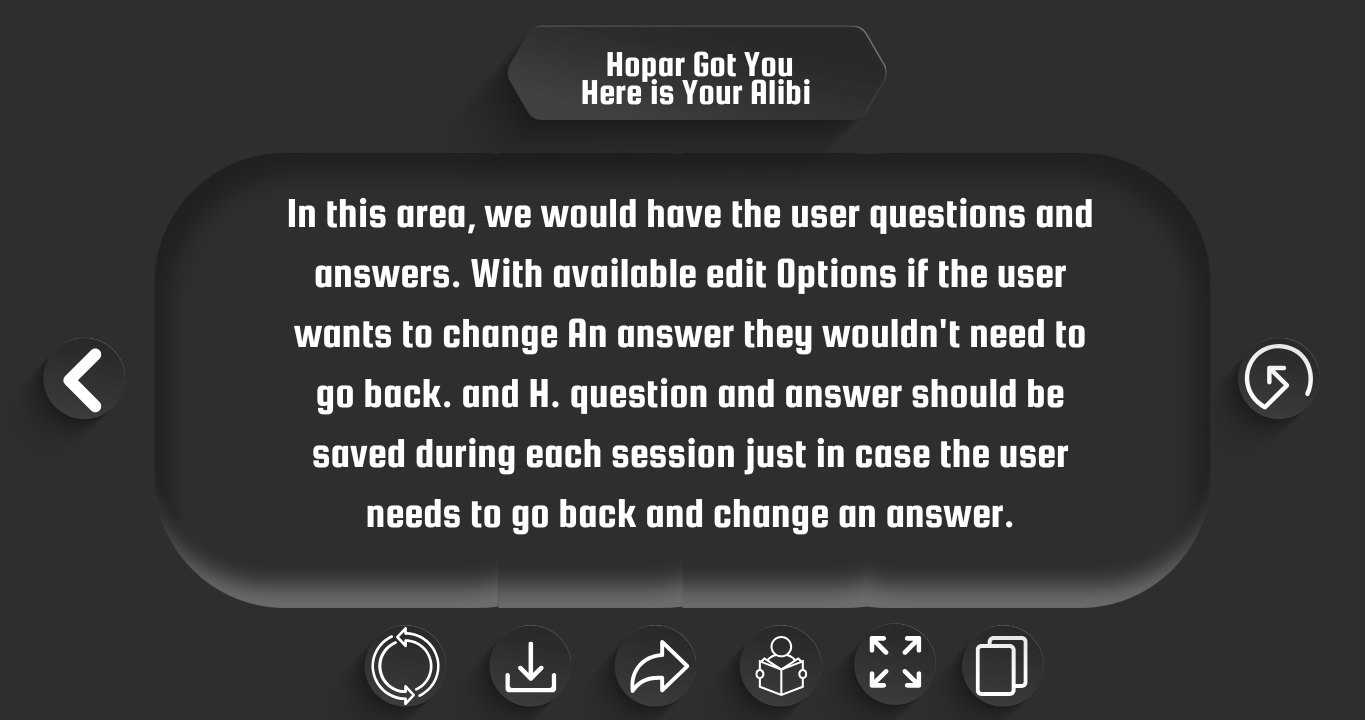 Hopar Got You
Here is Your Alibi
In this area, we would have the user questions and
answers. With available edit Options if the user
wants to change An answer they wouldn't need to
go back. and H. question and answer should be
saved during each session just in case the user
needs to go back and change an answer.